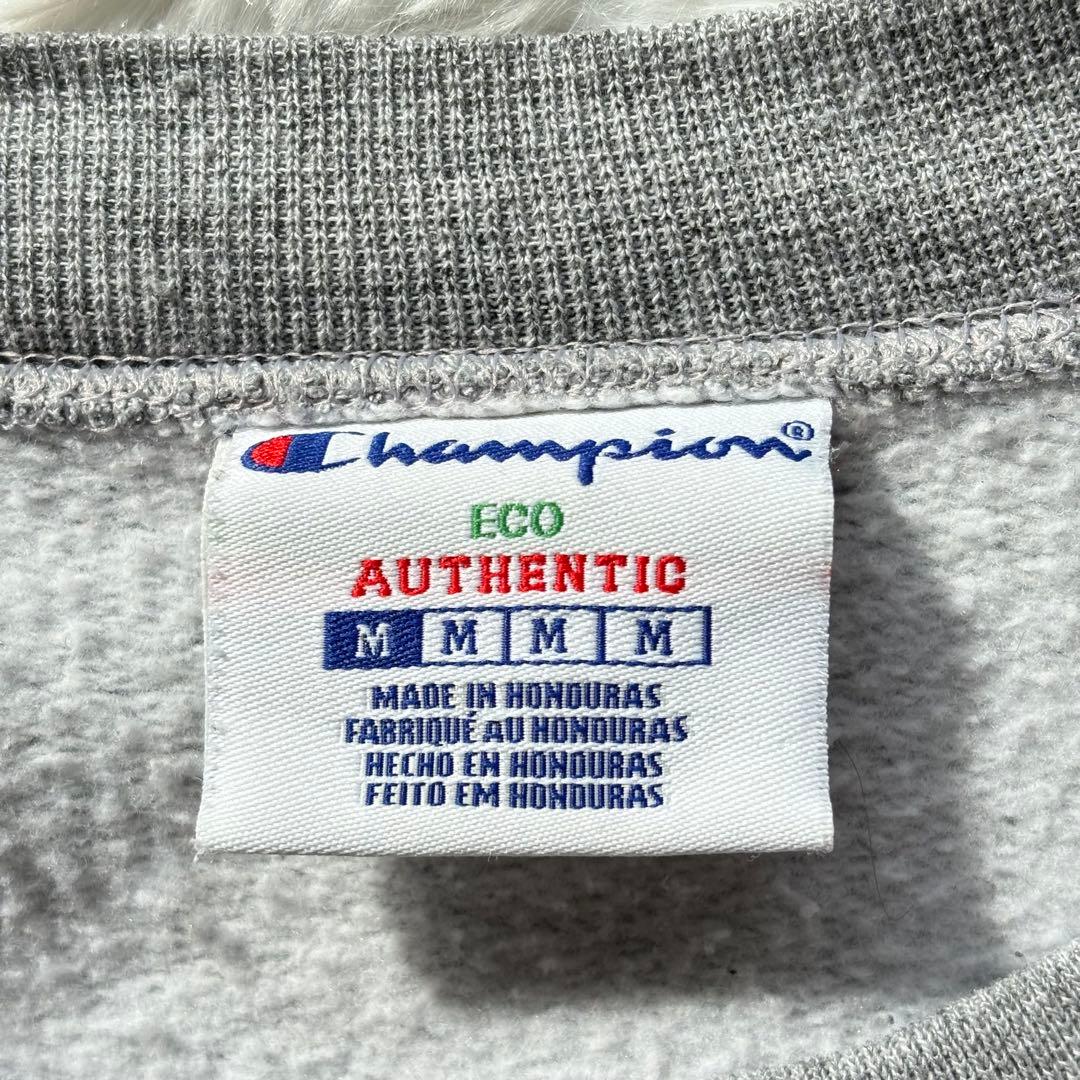 Champion®
ECO
AUTHENTIC
M M M M
MADE IN HONDURAS
FABRIQUÉ AU HONDURAS
HECHO EN HONDURAS
FEITO EM HONDURAS